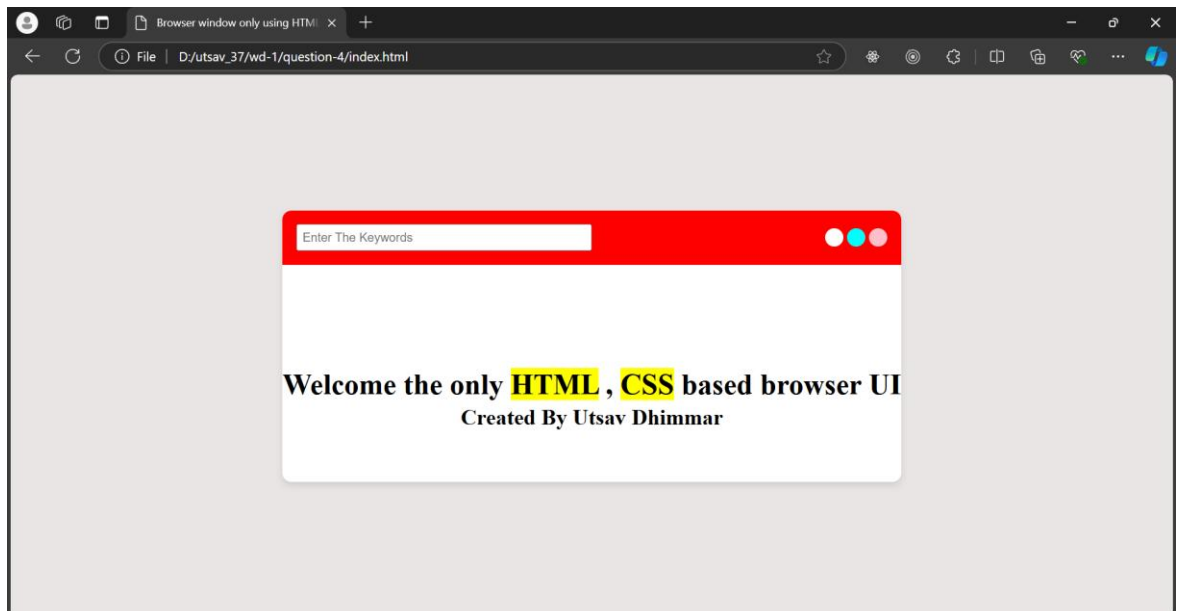 Browser window only using HTML
File | D:/utsav_37/wd-1/question-4/index.html
Enter The Keywords
Welcome the only HTML , CSS based browser UI
Created By Utsav Dhimmar